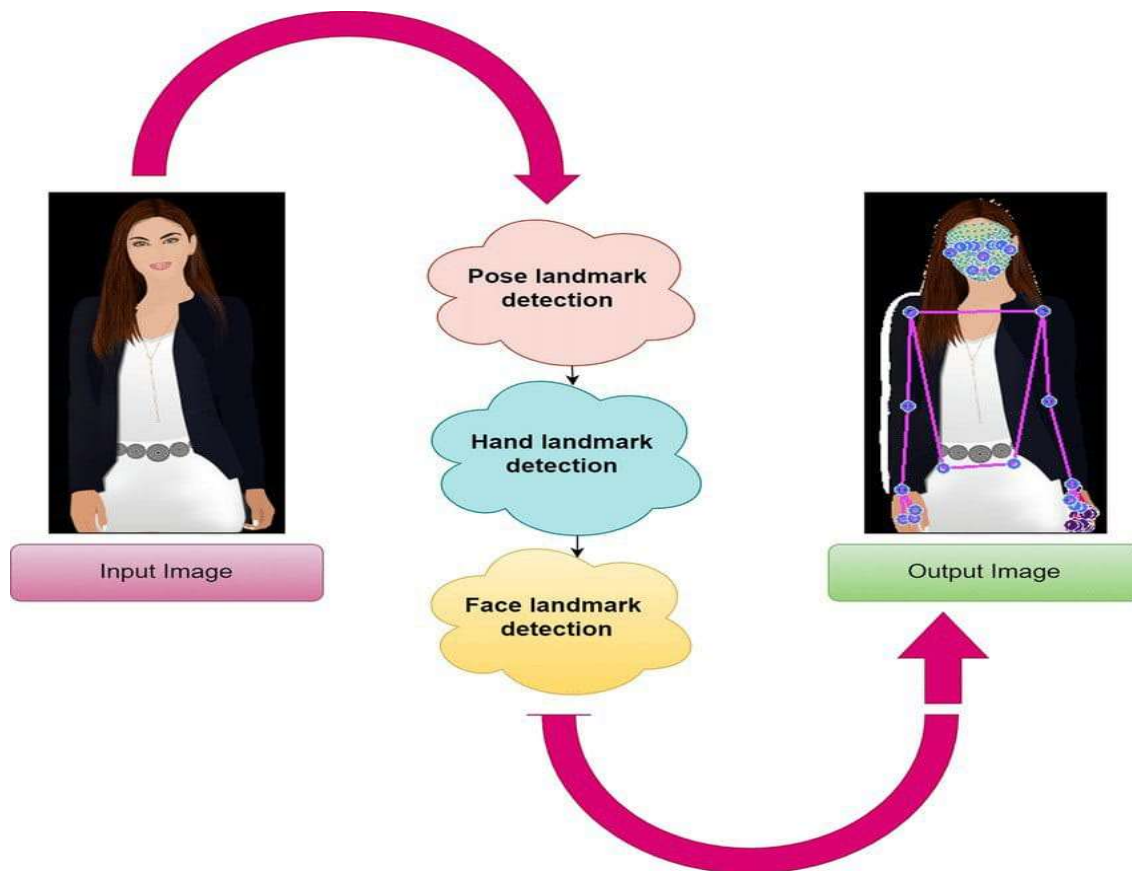 Pose landmark
detection
Hand landmark
detection
Face landmark
detection
Input Image
Output Image